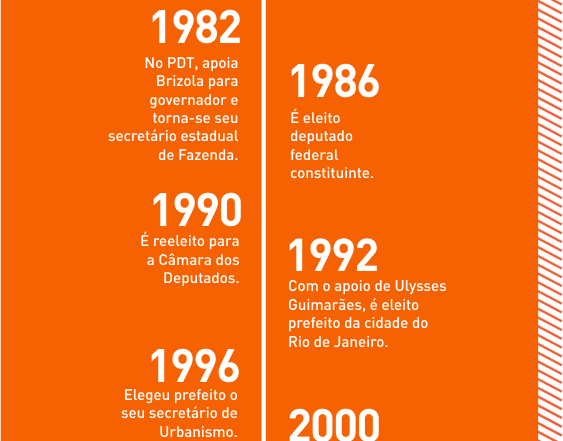 1982
No PDT, apoia
Brizola para
governador e
torna-se seu
secretário estadual
de Fazenda.
1986
É eleito
deputado
federal
constituinte.
1990
É reeleito para
a Câmara dos
Deputados.
1992
Com o apoio de Ulysses
Guimarães, é eleito
prefeito da cidade do
Rio de Janeiro.
1996
Elegeu prefeito o
seu secretário de
Urbanismo.
2000